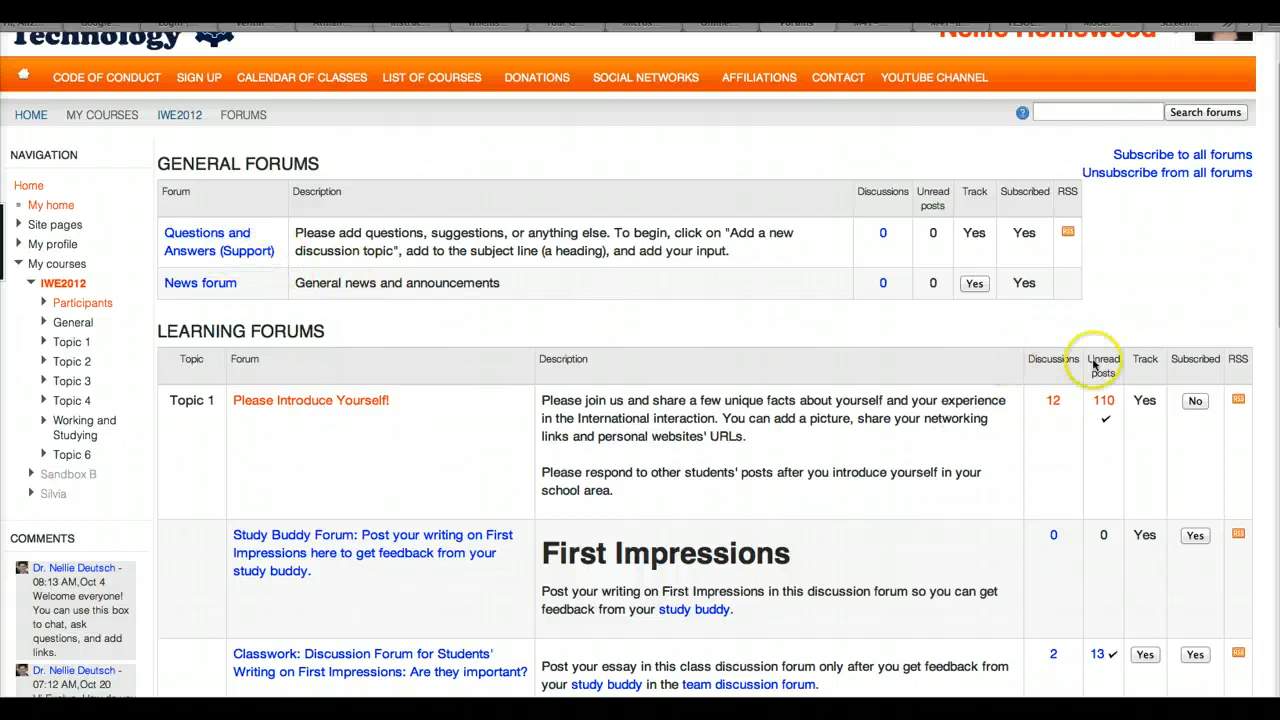 Technology
Nellie Homewood
CODE OF CONDUCT SIGN UP CALENDAR OF CLASSES LIST OF COURSES DONATIONS SOCIAL NETWORKS AFFILIATIONS CONTACT YOUTUBE CHANNEL
HOME MY COURSES IWE2012 FORUMS
? Search forums
NAVIGATION
Home
My home
Site pages
My profile
My courses
IWE2012
Participants
General
Topic 1
Topic 2
Topic 3
Topic 4
Working and
Studying
Topic 6
Sandbox B
Silvia
COMMENTS
Dr. Nellie Deutsch -
08:13 AM,Oct 4
Welcome everyone!
You can use this box
to chat, ask
questions, and add
links.
Dr. Nellie Deutsch -
07:12 AM,Oct 20
Subscribe to all forums
Unsubscribe from all forums
GENERAL FORUMS
Forum Description Discussions Unread posts Track Subscribed RSS
Questions and
Answers (Support)
Please add questions, suggestions, or anything else. To begin, click on "Add a new
discussion topic", add to the subject line (a heading), and add your input.
0 0 Yes Yes RSS
News forum General news and announcements 0 0 Yes Yes
LEARNING FORUMS
Topic Forum Description Discussions Unread posts Track Subscribed RSS
Topic 1 Please Introduce Yourself!
Please join us and share a few unique facts about yourself and your experience
in the International interaction. You can add a picture, share your networking
links and personal websites' URLs.
Please respond to other students' posts after you introduce yourself in your
school area.
12 110 Yes No RSS
Study Buddy Forum: Post your writing on First
Impressions here to get feedback from your
study buddy.
First Impressions
Post your writing on First Impressions in this discussion forum so you can get
feedback from your study buddy.
0 0 Yes Yes RSS
Classwork: Discussion Forum for Students'
Writing on First Impressions: Are they important?
Post your essay in this class discussion forum only after you get feedback from
your study buddy in the team discussion forum.
2 13 Yes Yes RSS